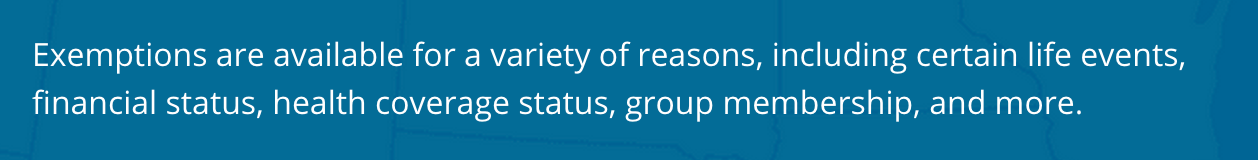 Exemptions are available for a variety of reasons, including certain life events,
financial status, health coverage status, group membership, and more.